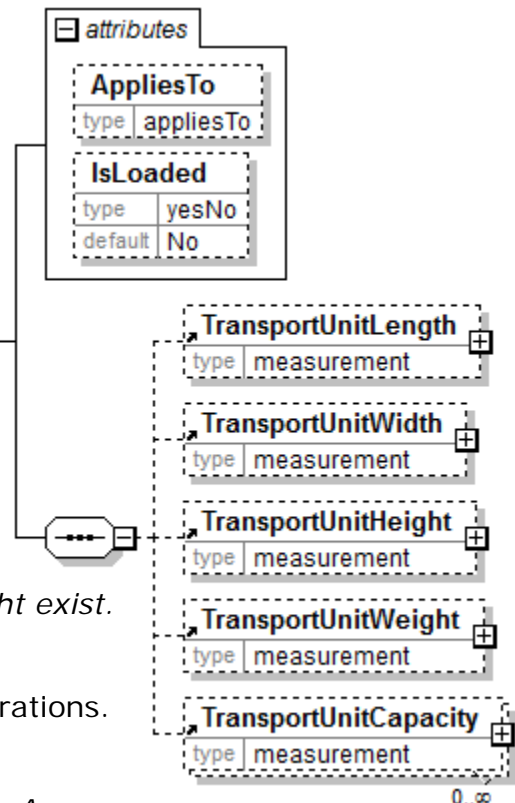 attributes
AppliesTo
type appliesTo
IsLoaded
type yesNo
default No
TransportUnitLength
type measurement
TransportUnitWidth
type measurement
TransportUnitHeight
type measurement
ht exist.
TransportUnitWeight
type measurement
rations.
TransportUnitCapacity
type measurement
0..∞